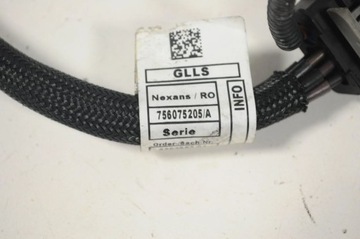 GLLS
Nexans / RO
756075205/A
INFO
Serie
Order Sach Nr.